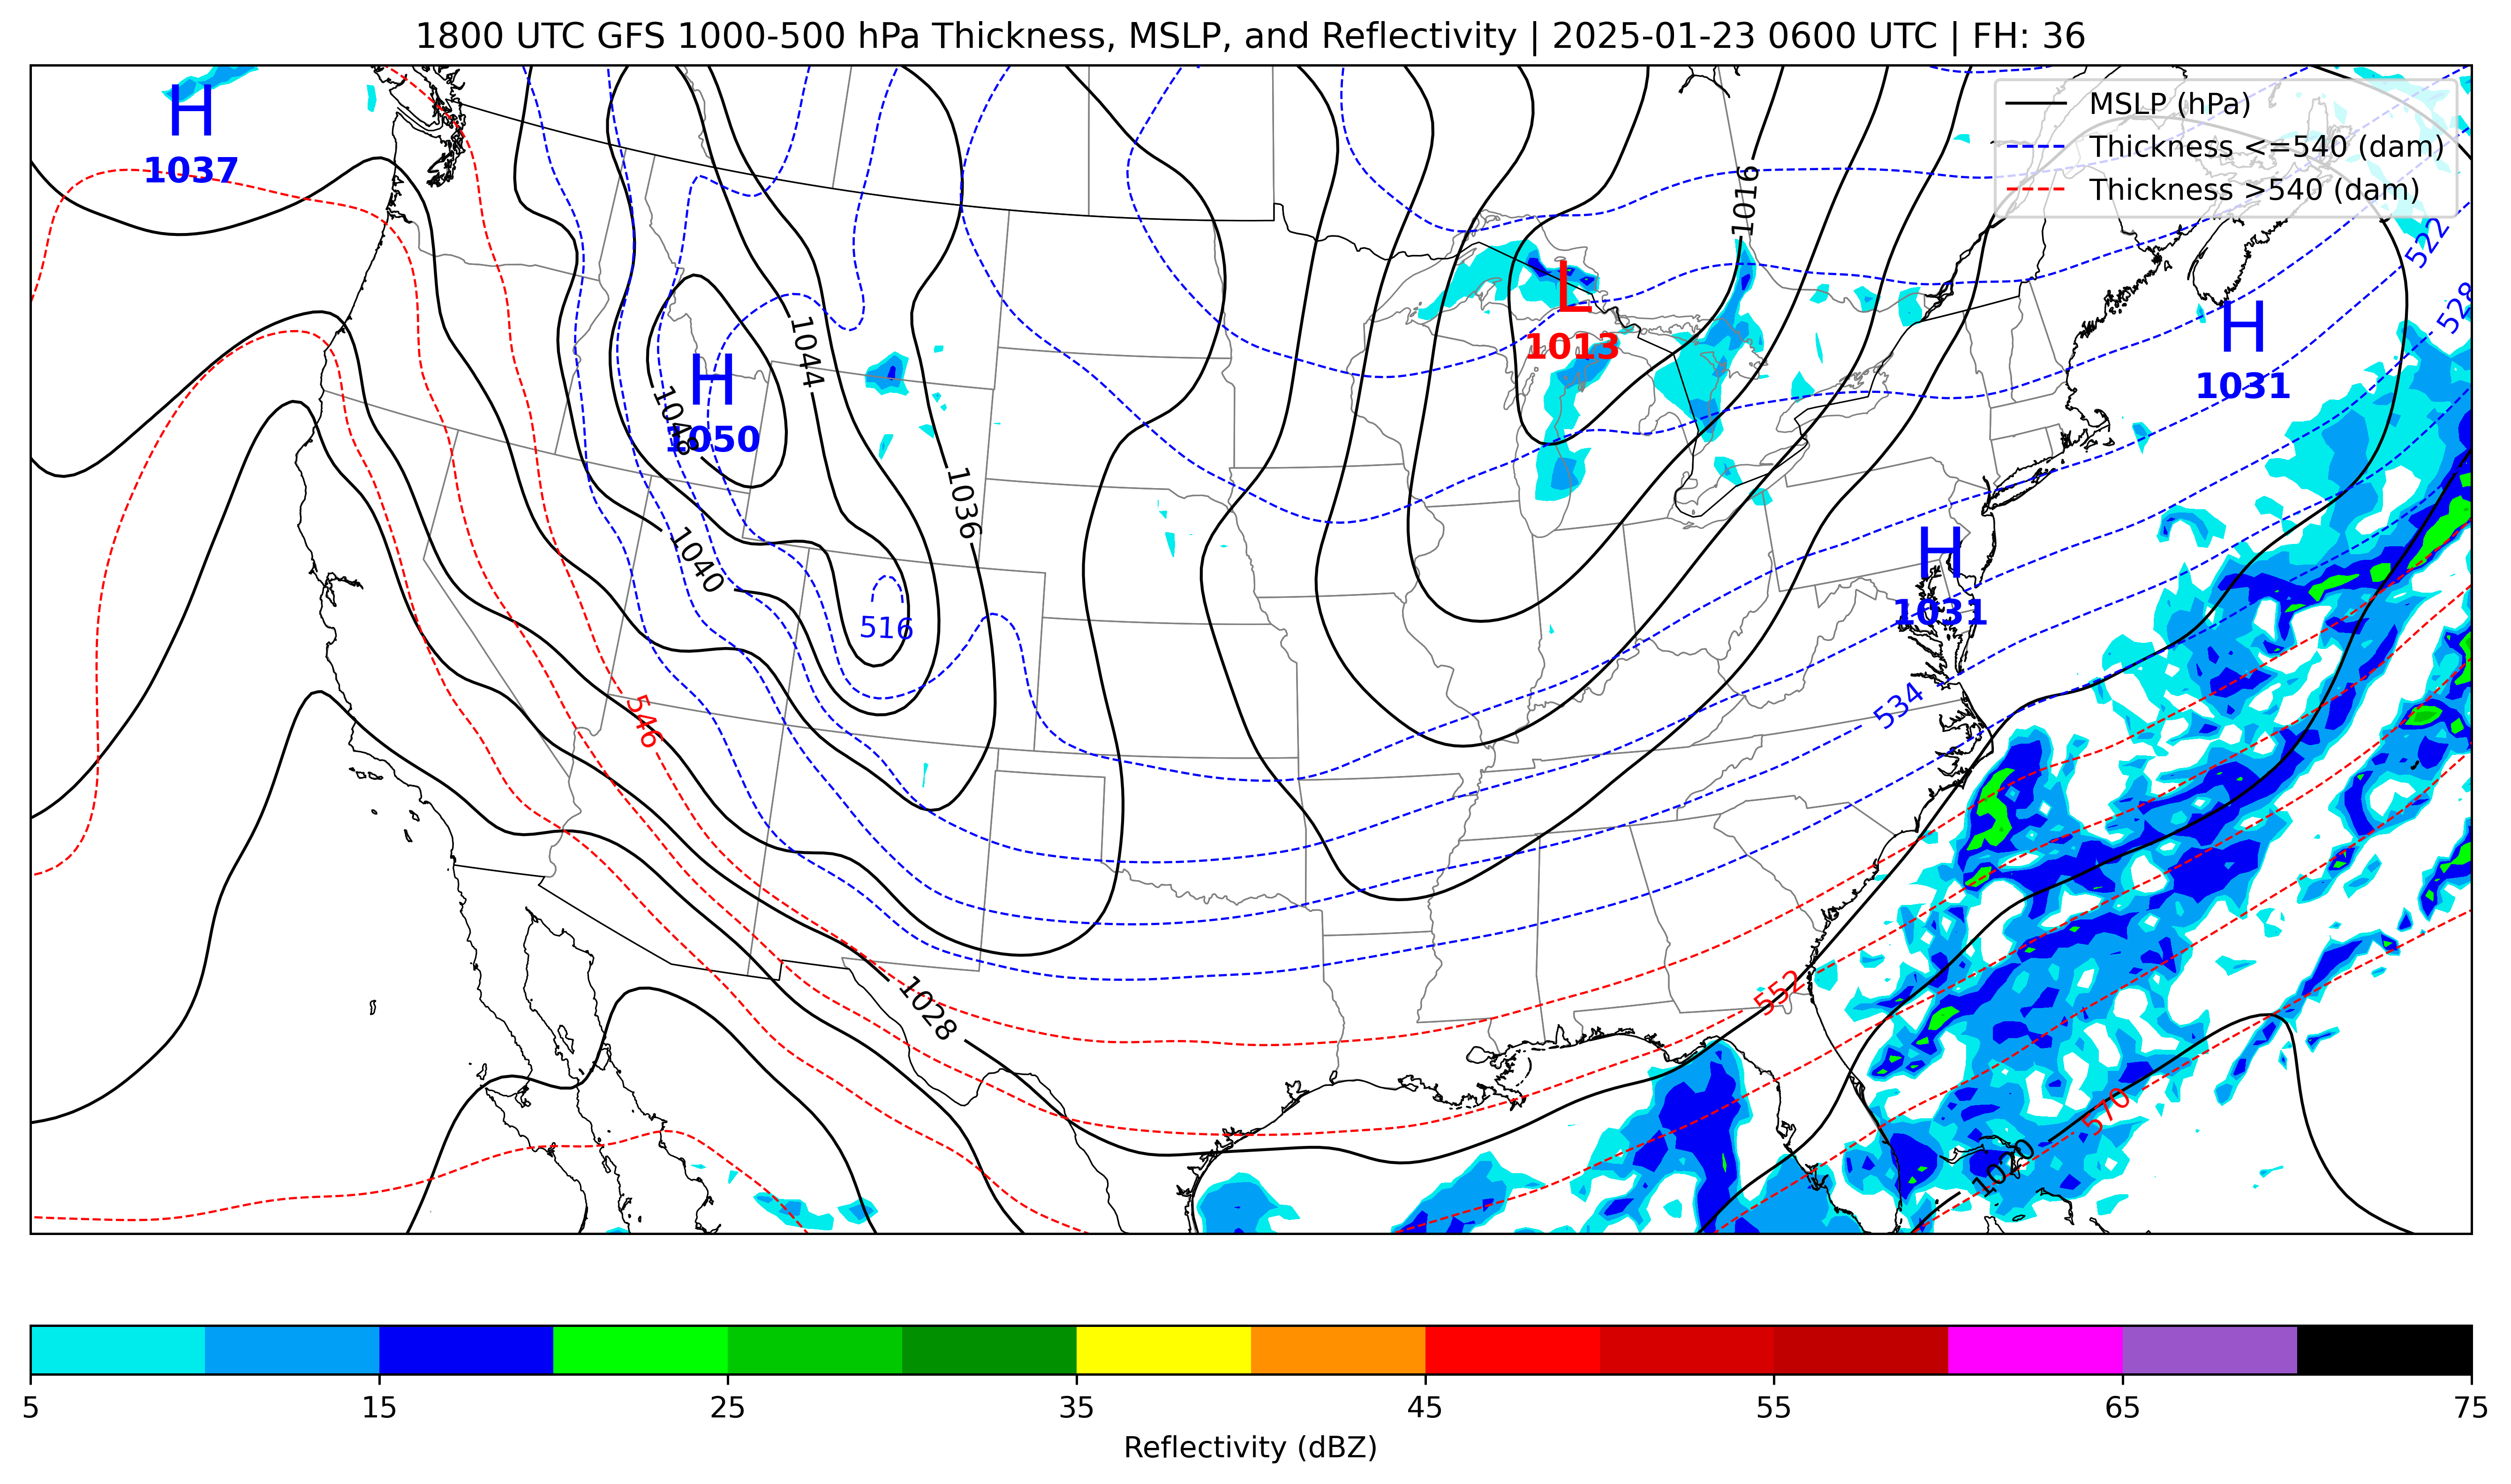 1800 UTC GFS 1000-500 hPa Thickness, MSLP, and Reflectivity | 2025-01-23 0600 UTC | FH: 36
MSLP (hPa)
Thickness <=540 (dam)
Thickness >540 (dam)
H
1037
1016
522
L
1013
H
1031
528
1044
H
1050
1048
1036
1040
H
1031
516
534
546
552
1028
570
1020
5 15 25 35 45 55 65 75
Reflectivity (dBZ)